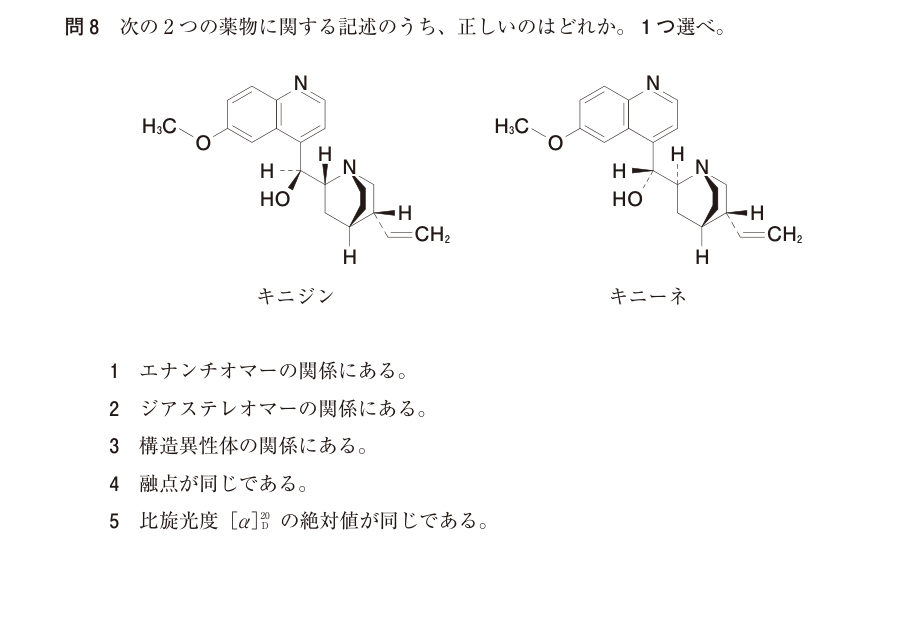 問8 次の2つの薬物に関する記述のうち、正しいのはどれか。1つ選べ。
N N
H₃C H₃C
O O
H H N H H N
HO H HO H
CH₂ CH₂
H H
キニジン キニーネ
1 エナンチオマーの関係にある。
2 ジアステレオマーの関係にある。
3 構造異性体の関係にある。
4 融点が同じである。
5 比旋光度 [α]²⁰D の絶対値が同じである。